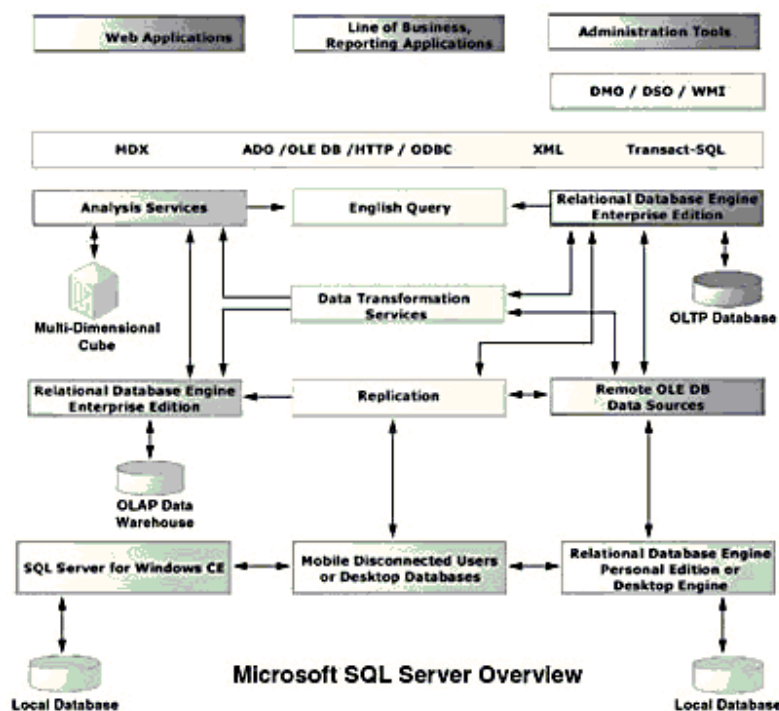 Web Applications
Line of Business,
Reporting Applications
Administration Tools
DMO / DSO / WMI
MDX
ADO /OLE DB /HTTP / ODBC
XML
Transact-SQL
Analysis Services
English Query
Relational Database Engine
Enterprise Edition
Multi-Dimensional
Cube
Data Transformation
Services
OLTP Database
Relational Database Engine
Enterprise Edition
Replication
Remote OLE DB
Data Sources
OLAP Data
Warehouse
SQL Server for Windows CE
Mobile Disconnected Users
or Desktop Databases
Relational Database Engine
Personal Edition or
Desktop Engine
Local Database
Microsoft SQL Server Overview
Local Database